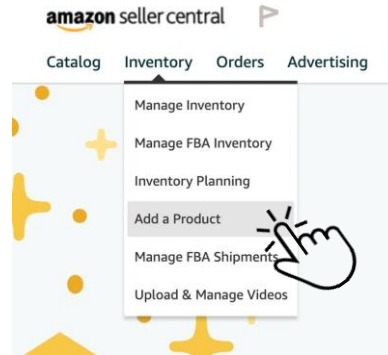 amazon seller central
Catalog Inventory Orders Advertising
Manage Inventory
Manage FBA Inventory
Inventory Planning
Add a Product
Manage FBA Shipments
Upload & Manage Videos